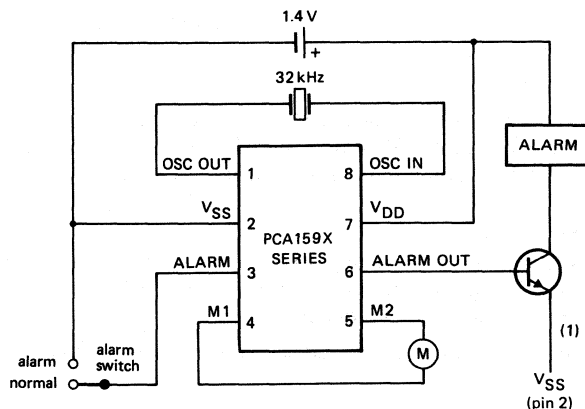 1.4 V
+
32 kHz
ALARM
OSC OUT
1
8
OSC IN
VSS
2
7
VDD
PCA159X
SERIES
ALARM
3
6
ALARM OUT
M1
4
5
M2
M
(1)
alarm
normal
alarm
switch
VSS
(pin 2)